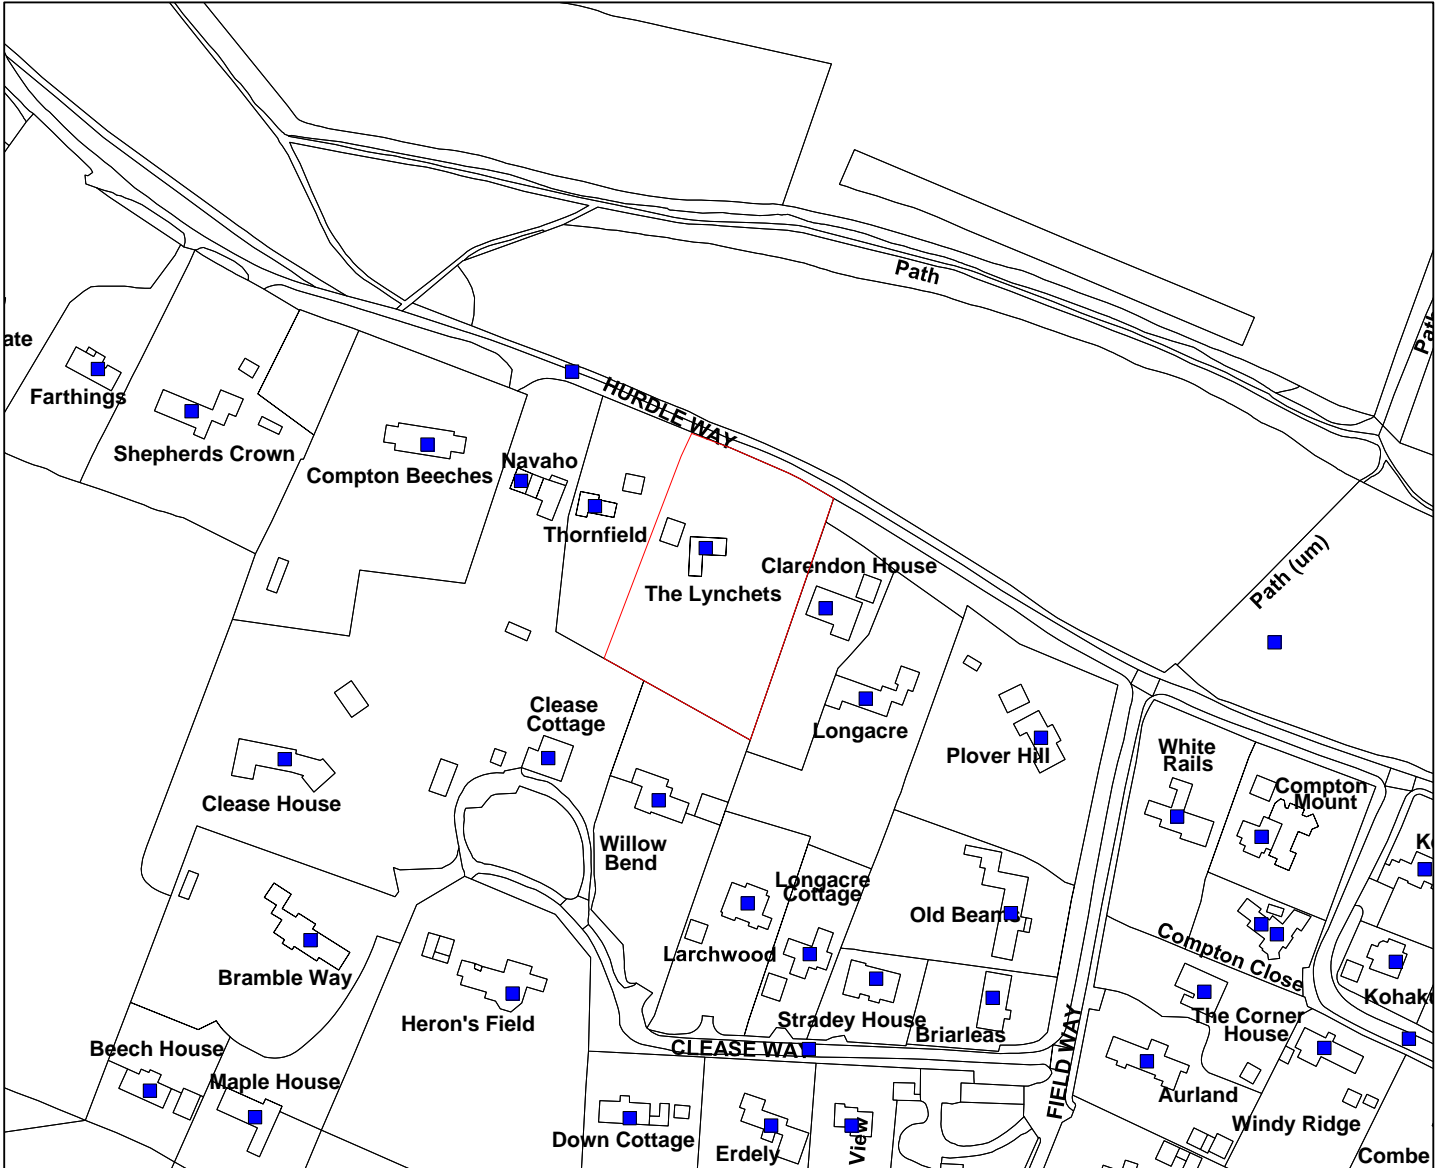 Path
Path
ate
Farthings
HURDLE WAY
Shepherds Crown
Compton Beeches
Navaho
Thornfield
Path (um)
Clarendon House
The Lynchets
Clease
Cottage
Longacre
Plover Hill
White
Rails
Compton
Mount
Clease House
Willow
Bend
Longacre
Cottage
Old Beams
Larchwood
Compton Close
Bramble Way
Heron's Field
Stradey House
Briarleas
The Corner
House
Kohaku
Beech House
CLEASE WAY
FIELD WAY
Maple House
Aurland
Windy Ridge
Down Cottage
Erdely
View
Combe